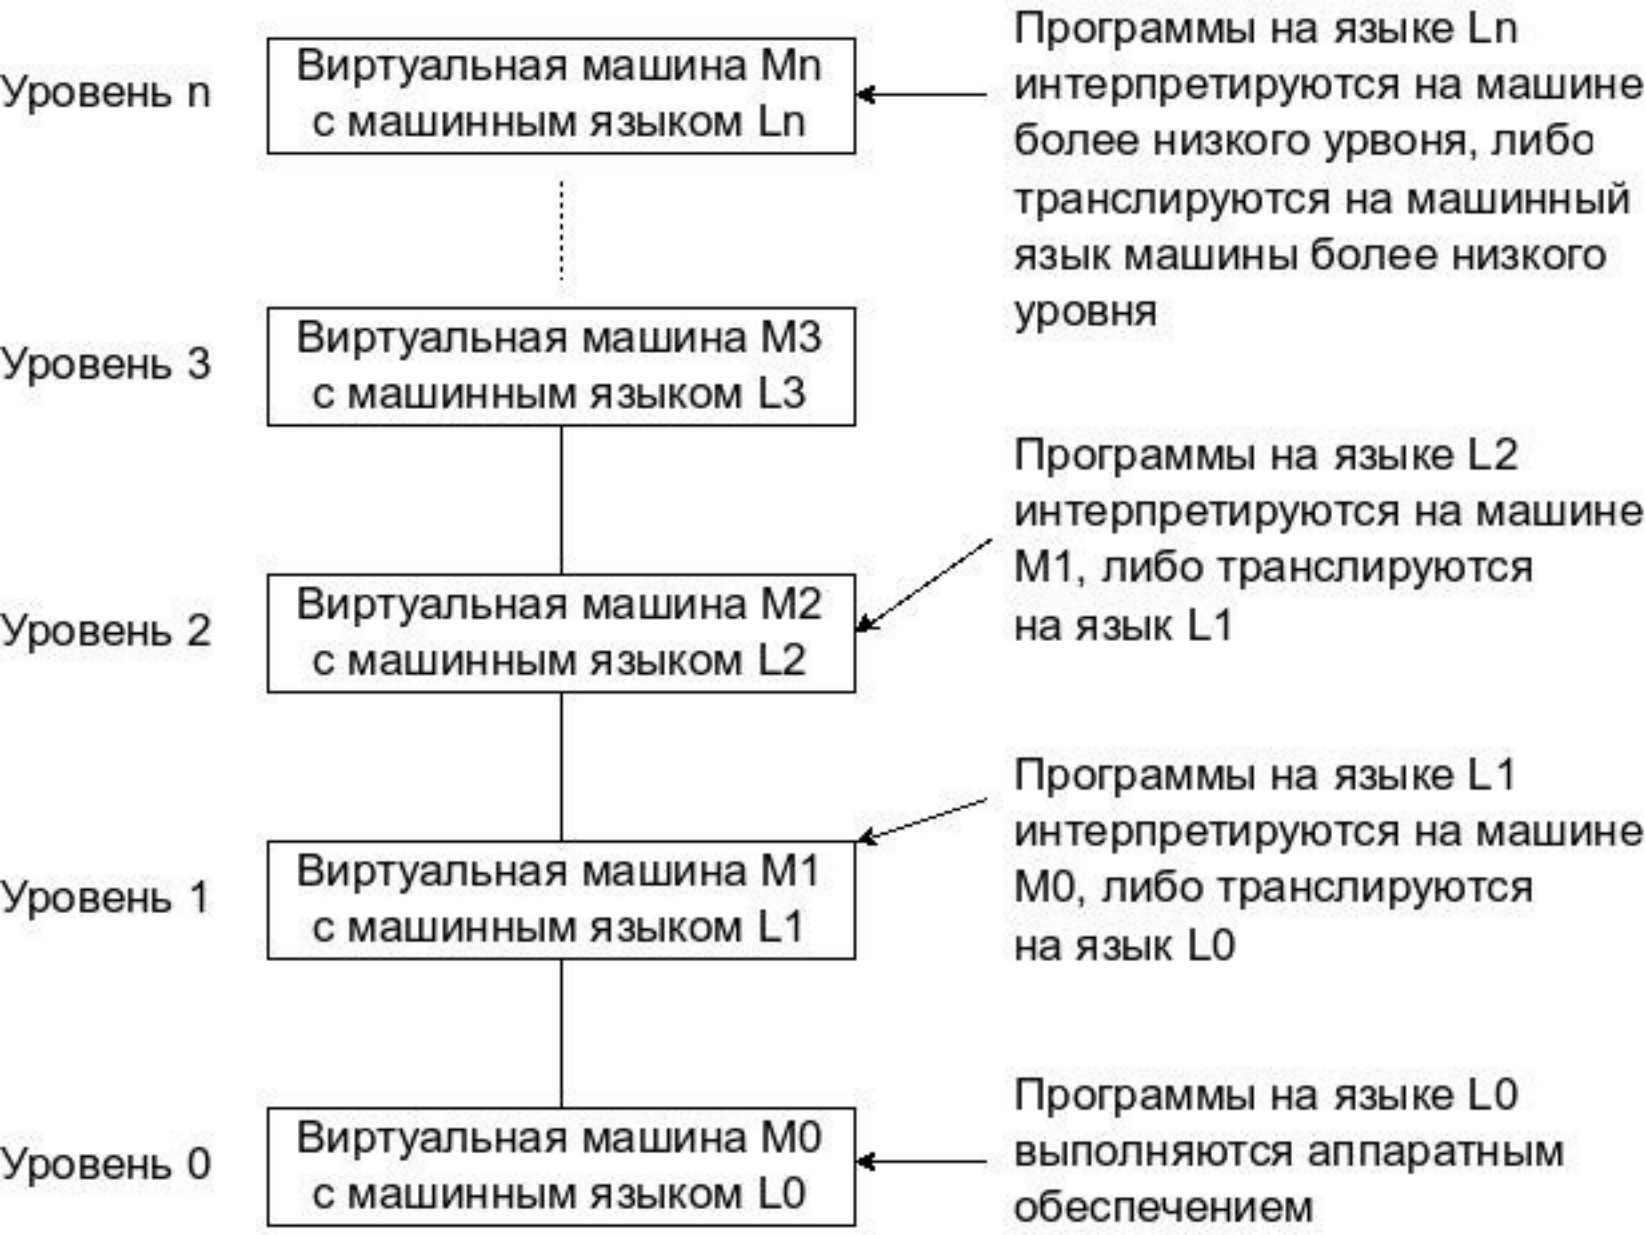 Уровень n
Виртуальная машина Mn
с машинным языком Ln
Программы на языке Ln
интерпретируются на машине
более низкого урвоня, либо
транслируются на машинный
язык машины более низкого
уровня
Уровень 3
Виртуальная машина M3
с машинным языком L3
Программы на языке L2
интерпретируются на машине
M1, либо транслируются
на язык L1
Уровень 2
Виртуальная машина M2
с машинным языком L2
Программы на языке L1
интерпретируются на машине
M0, либо транслируются
на язык L0
Уровень 1
Виртуальная машина M1
с машинным языком L1
Уровень 0
Виртуальная машина M0
с машинным языком L0
Программы на языке L0
выполняются аппаратным
обеспечением